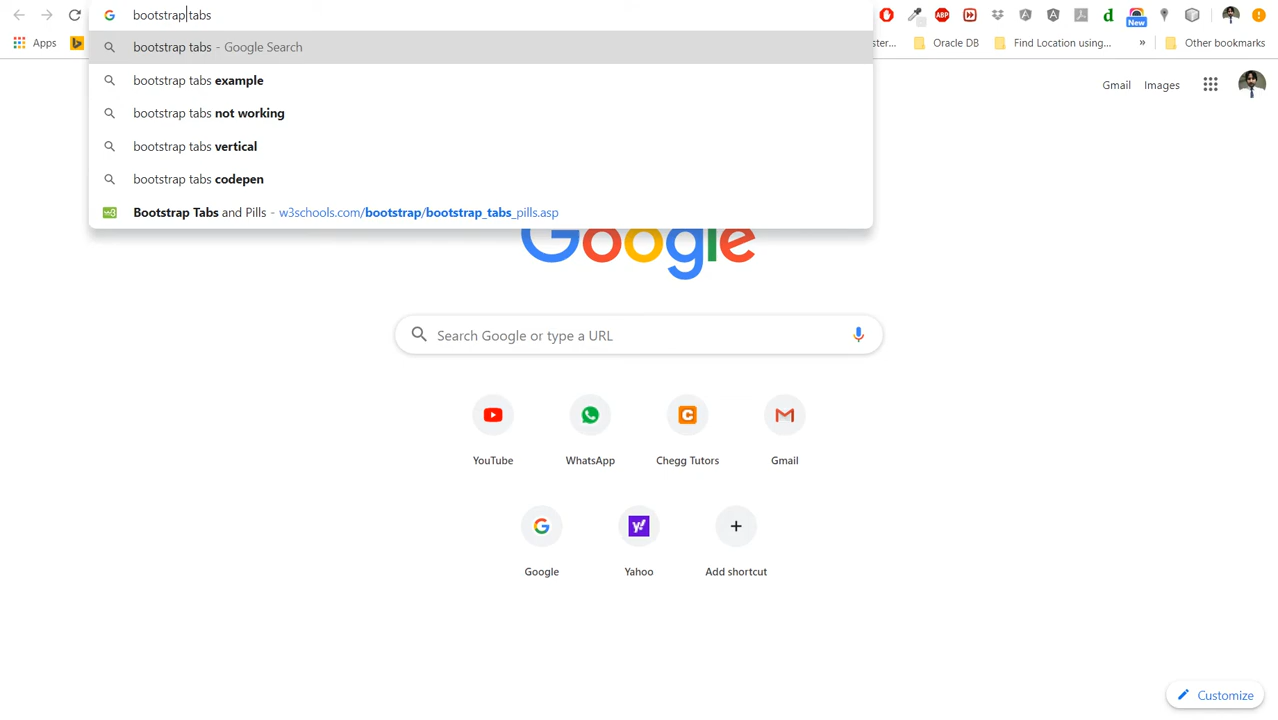 bootstrap tabs
ABP
New
Apps
ster...
Oracle DB
Find Location using...
»
Other bookmarks
bootstrap tabs - Google Search
bootstrap tabs example
bootstrap tabs not working
bootstrap tabs vertical
bootstrap tabs codepen
Bootstrap Tabs and Pills - w3schools.com/bootstrap/bootstrap_tabs_pills.asp
Gmail Images
Google
Search Google or type a URL
YouTube
WhatsApp
Chegg Tutors
Gmail
Google
Yahoo
Add shortcut
Customize